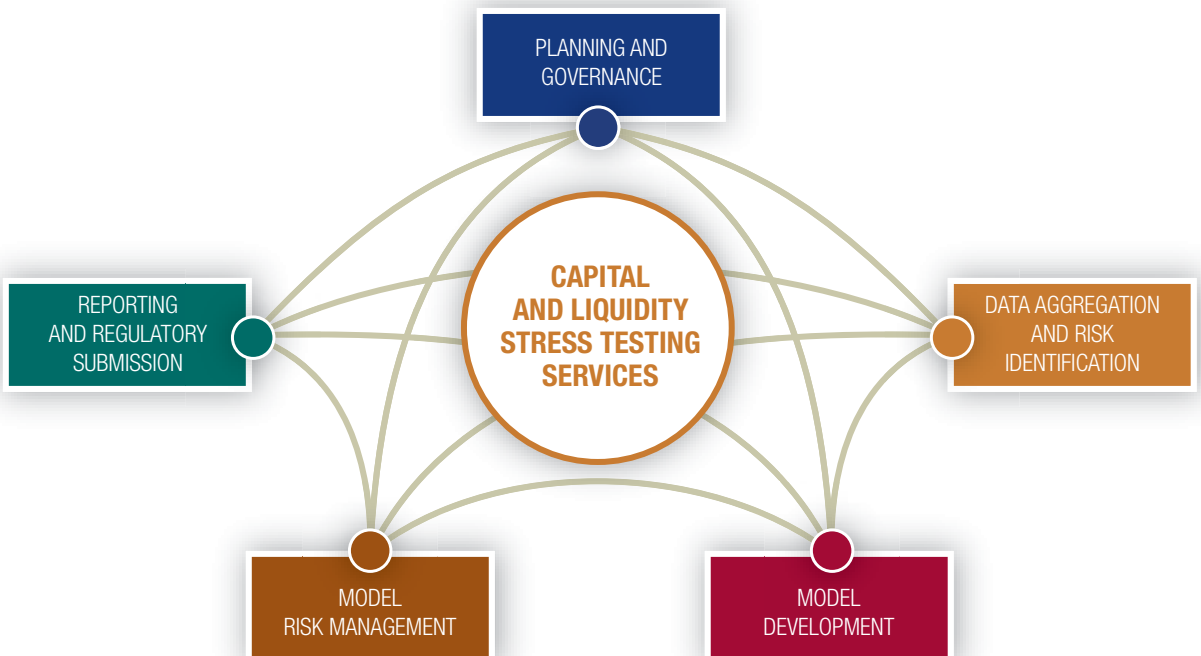 PLANNING AND
GOVERNANCE
CAPITAL
AND LIQUIDITY
STRESS TESTING
SERVICES
REPORTING
AND REGULATORY
SUBMISSION
DATA AGGREGATION
AND RISK
IDENTIFICATION
MODEL
RISK MANAGEMENT
MODEL
DEVELOPMENT